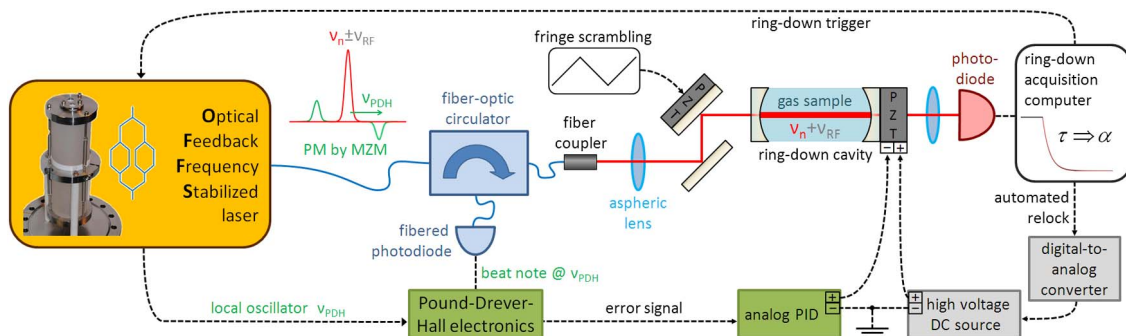 ring-down trigger
νn±νRF
νPDH
PM by MZM
Optical
Feedback
Frequency
Stabilized
laser
fiber-optic
circulator
fibered
photodiode
fiber
coupler
aspheric
lens
fringe scrambling
PZT
gas sample
νn+νRF
ring-down cavity
PZT
− +
photo-
diode
ring-down
acquisition
computer
τ ⇒ α
automated
relock
digital-to-
analog
converter
local oscillator νPDH
beat note @ νPDH
Pound-Drever-
Hall electronics
error signal
analog PID
+
−
+
−
high voltage
DC source